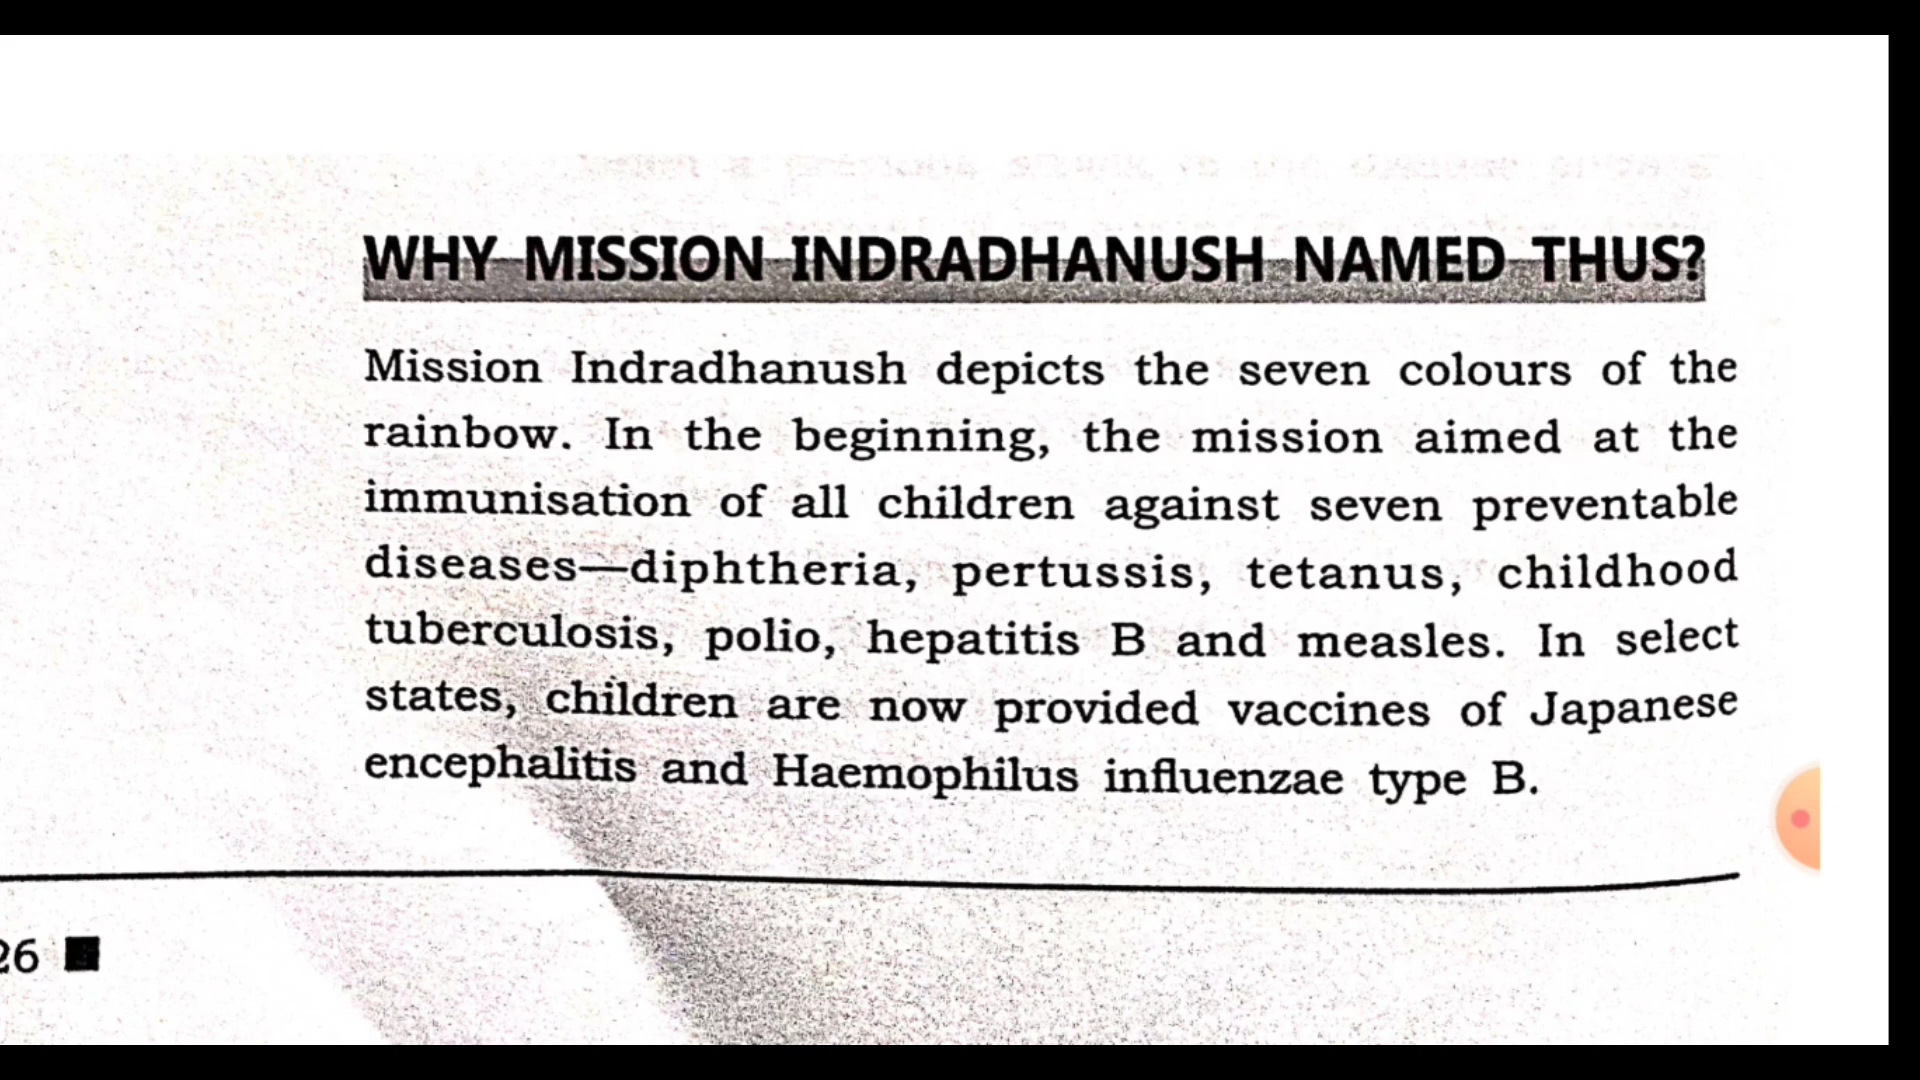 WHY MISSION INDRADHANUSH NAMED THUS?
Mission Indradhanush depicts the seven colours of the
rainbow. In the beginning, the mission aimed at the
immunisation of all children against seven preventable
diseases—diphtheria, pertussis, tetanus, childhood
tuberculosis, polio, hepatitis B and measles. In select
states, children are now provided vaccines of Japanese
encephalitis and Haemophilus influenzae type B.
26